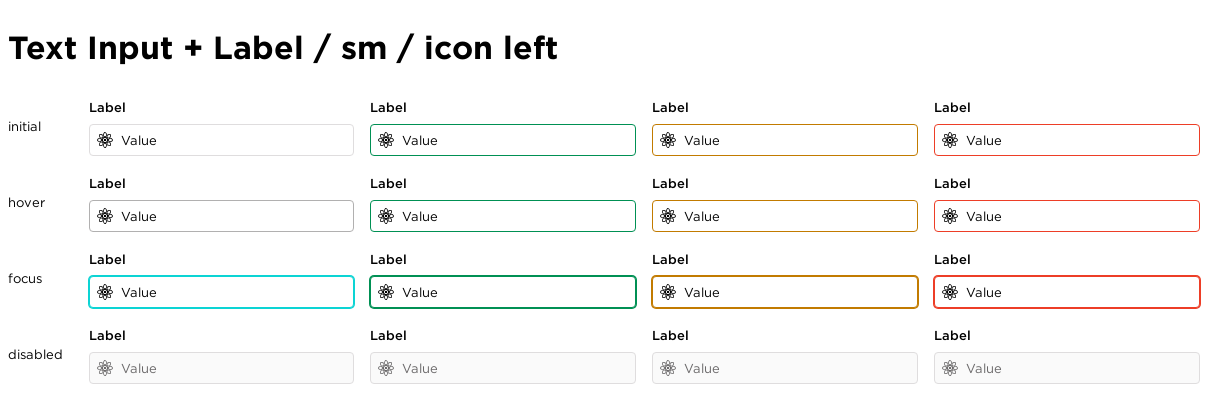 Text Input + Label / sm / icon left
Label Label Label Label
initial
Value Value Value Value
Label Label Label Label
hover
Value Value Value Value
Label Label Label Label
focus
Value Value Value Value
Label Label Label Label
disabled
Value Value Value Value